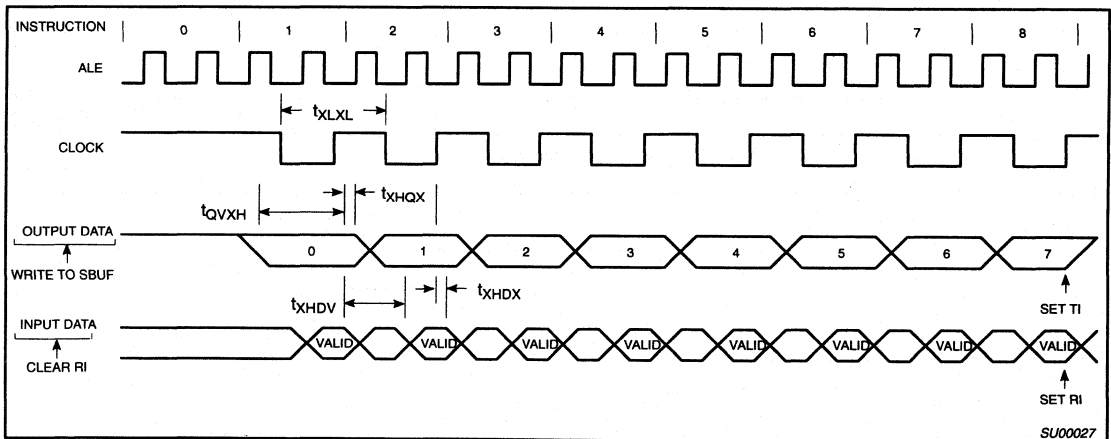 INSTRUCTION | 0 | 1 | 2 | 3 | 4 | 5 | 6 | 7 | 8 |
ALE
tXLXL
CLOCK
tQVXH
tXHQX
OUTPUT DATA
0 1 2 3 4 5 6 7
WRITE TO SBUF
tXHDV
tXHDX
SET TI
INPUT DATA
VALID VALID VALID VALID VALID VALID VALID VALID
CLEAR RI
SET RI
SU00027